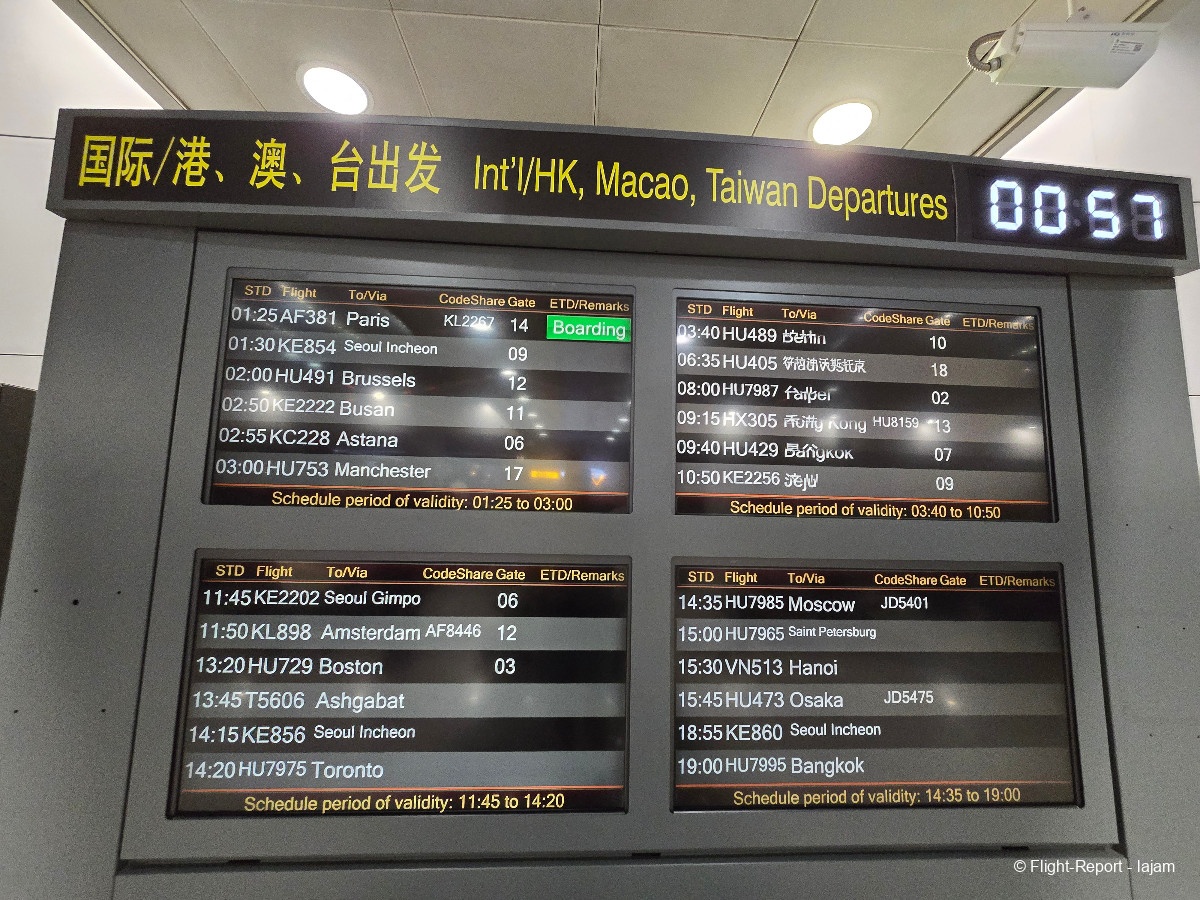 国际/港、澳、台出发 Int'l/HK, Macao, Taiwan Departures 00:57
STD Flight To/Via CodeShare Gate ETD/Remarks
01:25 AF381 Paris KL2267 14 Boarding
01:30 KE854 Seoul Incheon 09
02:00 HU491 Brussels 12
02:50 KE2222 Busan 11
02:55 KC228 Astana 06
03:00 HU753 Manchester 17
Schedule period of validity: 01:25 to 03:00
STD Flight To/Via CodeShare Gate ETD/Remarks
03:40 HU489 Berlin 10
06:35 HU405 Vladivostok 18
08:00 HU7987 Taipei 02
09:15 HX305 Hong Kong HU8159 13
09:40 HU429 Bangkok 07
10:50 KE2256 Jeju 09
Schedule period of validity: 03:40 to 10:50
STD Flight To/Via CodeShare Gate ETD/Remarks
11:45 KE2202 Seoul Gimpo 06
11:50 KL898 Amsterdam AF8446 12
13:20 HU729 Boston 03
13:45 T5606 Ashgabat
14:15 KE856 Seoul Incheon
14:20 HU7975 Toronto
Schedule period of validity: 11:45 to 14:20
STD Flight To/Via CodeShare Gate ETD/Remarks
14:35 HU7985 Moscow JD5401
15:00 HU7965 Saint Petersburg
15:30 VN513 Hanoi
15:45 HU473 Osaka JD5475
18:55 KE860 Seoul Incheon
19:00 HU7995 Bangkok
Schedule period of validity: 14:35 to 19:00
© Flight-Report - lajam